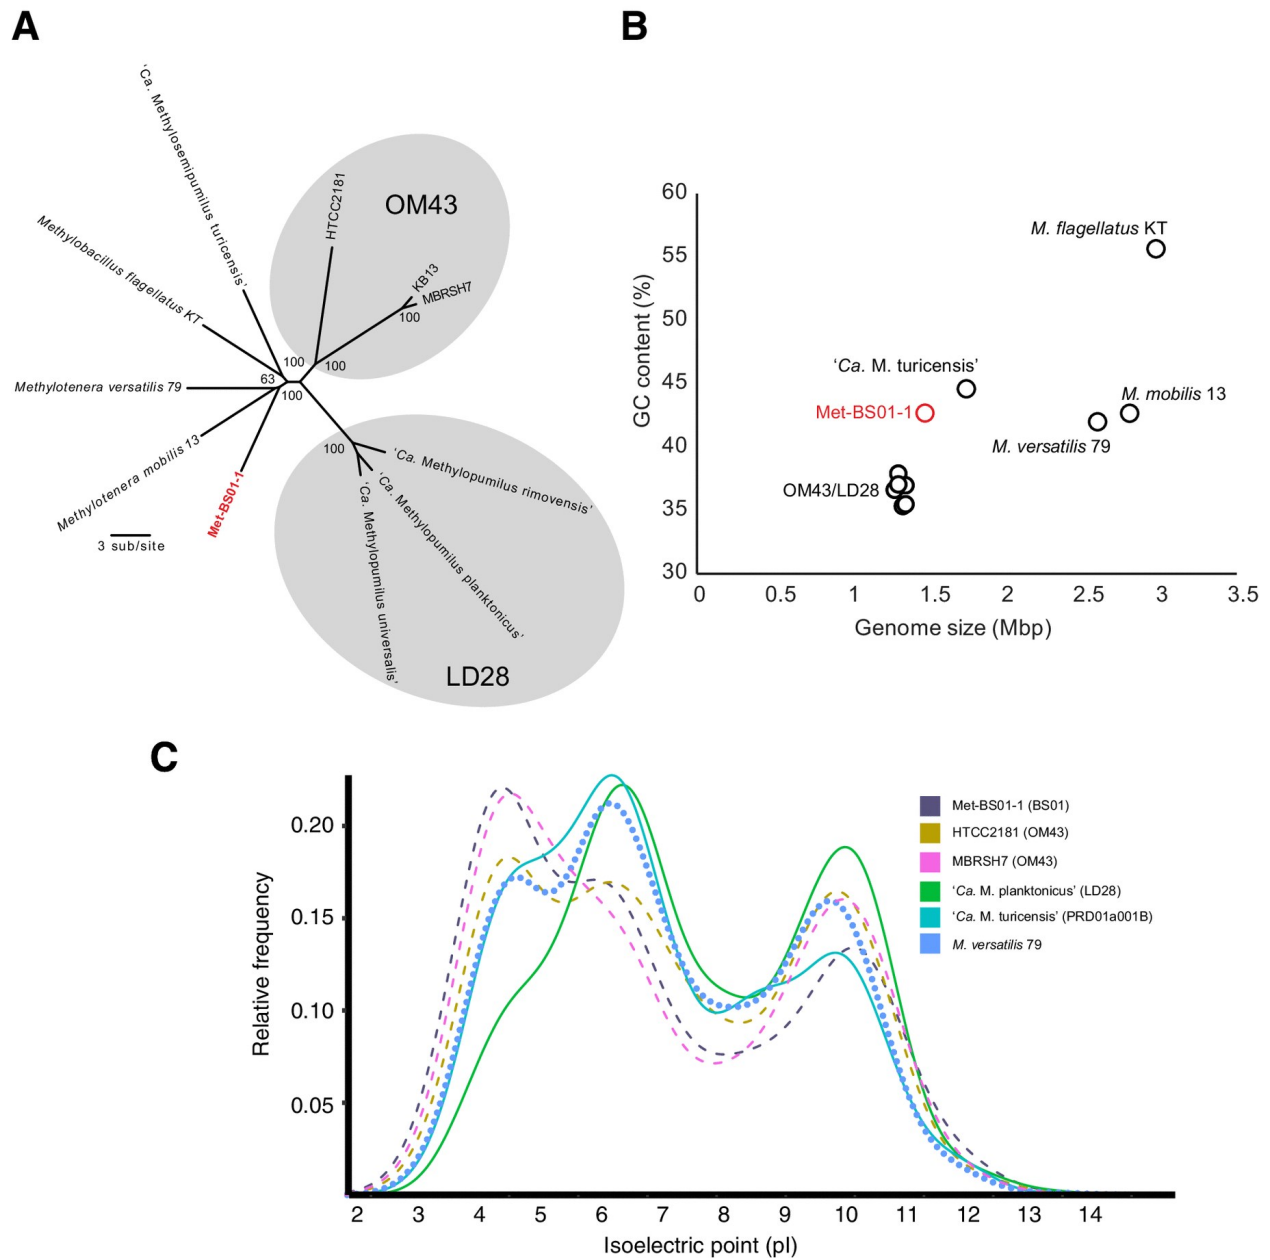 A
'Ca. Methylosemipumilus turicensis'
Methylobacillus flagellatus KT
Methylotenera versatilis 79
Methylotenera mobilis 13
Met-BS01-1
3 sub/site
OM43
HTCC2181
KB13
MBRSH7
100
100
100
63
100
100
LD28
'Ca. Methylopumilus rimovensis'
'Ca. Methylopumilus planktonicus'
'Ca. Methylopumilus universalis'
B
GC content (%)
60
55
50
45
40
35
30
0 0.5 1 1.5 2 2.5 3 3.5
Genome size (Mbp)
M. flagellatus KT
'Ca. M. turicensis'
Met-BS01-1
M. mobilis 13
M. versatilis 79
OM43/LD28
C
Relative frequency
0.20
0.15
0.10
0.05
2 3 4 5 6 7 8 9 10 11 12 13 14
Isoelectric point (pI)
Met-BS01-1 (BS01)
HTCC2181 (OM43)
MBRSH7 (OM43)
'Ca. M. planktonicus' (LD28)
'Ca. M. turicensis' (PRD01a001B)
M. versatilis 79